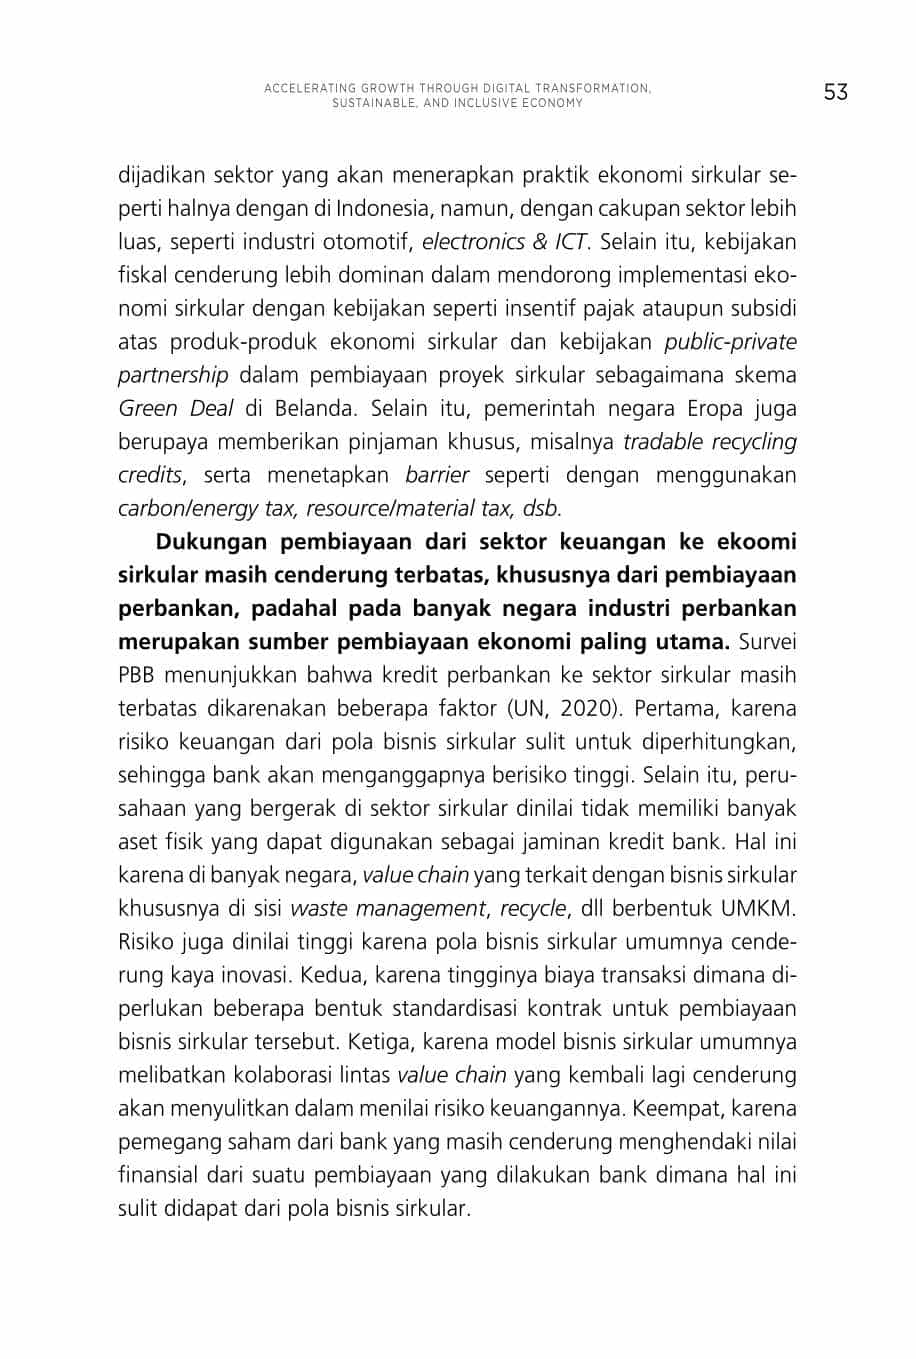 ACCELERATING GROWTH THROUGH DIGITAL TRANSFORMATION,
SUSTAINABLE, AND INCLUSIVE ECONOMY
53
dijadikan sektor yang akan menerapkan praktik ekonomi sirkular se-
perti halnya dengan di Indonesia, namun, dengan cakupan sektor lebih
luas, seperti industri otomotif, electronics & ICT. Selain itu, kebijakan
fiskal cenderung lebih dominan dalam mendorong implementasi eko-
nomi sirkular dengan kebijakan seperti insentif pajak ataupun subsidi
atas produk-produk ekonomi sirkular dan kebijakan public-private
partnership dalam pembiayaan proyek sirkular sebagaimana skema
Green Deal di Belanda. Selain itu, pemerintah negara Eropa juga
berupaya memberikan pinjaman khusus, misalnya tradable recycling
credits, serta menetapkan barrier seperti dengan menggunakan
carbon/energy tax, resource/material tax, dsb.
Dukungan pembiayaan dari sektor keuangan ke ekoomi
sirkular masih cenderung terbatas, khususnya dari pembiayaan
perbankan, padahal pada banyak negara industri perbankan
merupakan sumber pembiayaan ekonomi paling utama. Survei
PBB menunjukkan bahwa kredit perbankan ke sektor sirkular masih
terbatas dikarenakan beberapa faktor (UN, 2020). Pertama, karena
risiko keuangan dari pola bisnis sirkular sulit untuk diperhitungkan,
sehingga bank akan menganggapnya berisiko tinggi. Selain itu, peru-
sahaan yang bergerak di sektor sirkular dinilai tidak memiliki banyak
aset fisik yang dapat digunakan sebagai jaminan kredit bank. Hal ini
karena di banyak negara, value chain yang terkait dengan bisnis sirkular
khususnya di sisi waste management, recycle, dll berbentuk UMKM.
Risiko juga dinilai tinggi karena pola bisnis sirkular umumnya cende-
rung kaya inovasi. Kedua, karena tingginya biaya transaksi dimana di-
perlukan beberapa bentuk standardisasi kontrak untuk pembiayaan
bisnis sirkular tersebut. Ketiga, karena model bisnis sirkular umumnya
melibatkan kolaborasi lintas value chain yang kembali lagi cenderung
akan menyulitkan dalam menilai risiko keuangannya. Keempat, karena
pemegang saham dari bank yang masih cenderung menghendaki nilai
finansial dari suatu pembiayaan yang dilakukan bank dimana hal ini
sulit didapat dari pola bisnis sirkular.